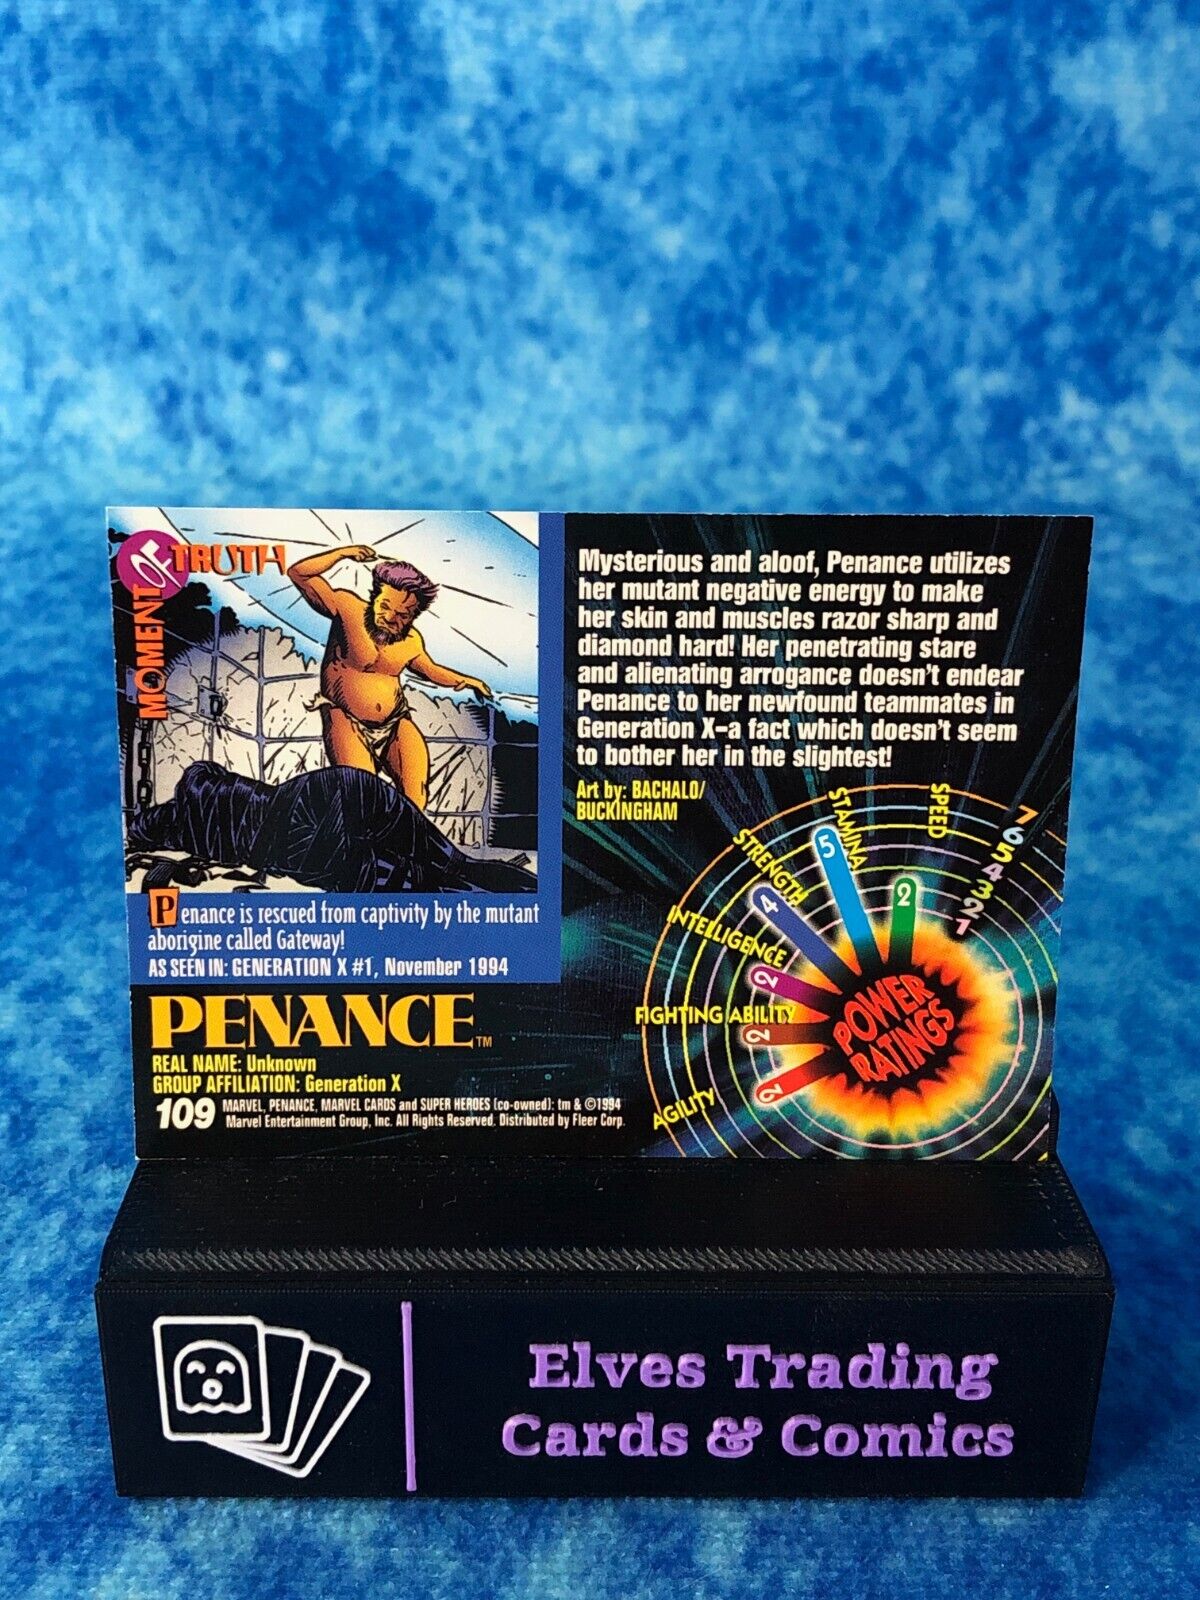 MOMENT OF TRUTH
Penance is rescued from captivity by the mutant
aborigine called Gateway!
AS SEEN IN: GENERATION X #1, November 1994
PENANCE™
REAL NAME: Unknown
GROUP AFFILIATION: Generation X
109
MARVEL, PENANCE, MARVEL CARDS and SUPER HEROES (co-owned): tm & ©1994
Marvel Entertainment Group, Inc. All Rights Reserved. Distributed by Fleer Corp.
Mysterious and aloof, Penance utilizes
her mutant negative energy to make
her skin and muscles razor sharp and
diamond hard! Her penetrating stare
and alienating arrogance doesn't endear
Penance to her newfound teammates in
Generation X-a fact which doesn't seem
to bother her in the slightest!
Art by: BACHALO/
BUCKINGHAM
SPEED
STAMINA
STRENGTH
INTELLIGENCE
FIGHTING ABILITY
AGILITY
7
6
5
4
3
2
1
2
5
4
2
2
2
POWER
RATINGS
Elves Trading
Cards & Comics